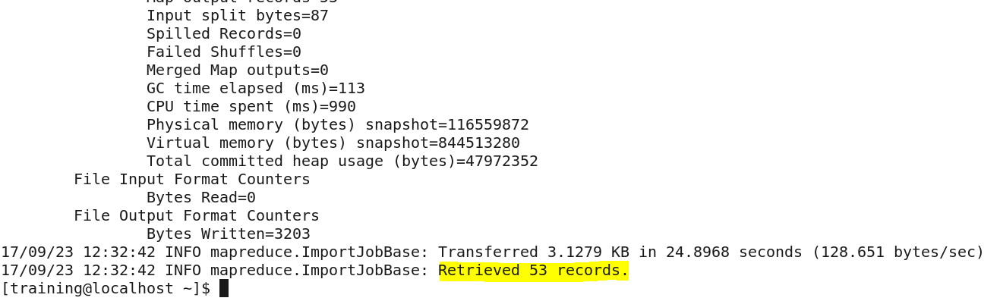 Map output records=53
Input split bytes=87
Spilled Records=0
Failed Shuffles=0
Merged Map outputs=0
GC time elapsed (ms)=113
CPU time spent (ms)=990
Physical memory (bytes) snapshot=116559872
Virtual memory (bytes) snapshot=844513280
Total committed heap usage (bytes)=47972352
File Input Format Counters
Bytes Read=0
File Output Format Counters
Bytes Written=3203
17/09/23 12:32:42 INFO mapreduce.ImportJobBase: Transferred 3.1279 KB in 24.8968 seconds (128.651 bytes/sec)
17/09/23 12:32:42 INFO mapreduce.ImportJobBase: Retrieved 53 records.
[training@localhost ~]$